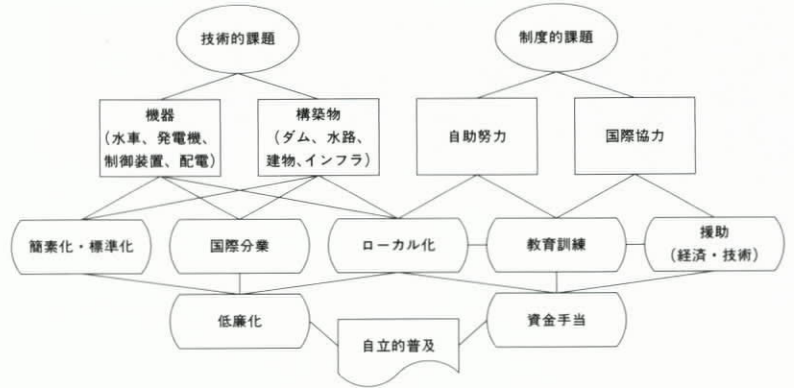 技術的課題
制度的課題
機器
(水車、発電機、
制御装置、配電)
構築物
(ダム、水路、
建物、インフラ)
自助努力
国際協力
簡素化・標準化
国際分業
ローカル化
教育訓練
援助
(経済・技術)
低廉化
自立的普及
資金手当